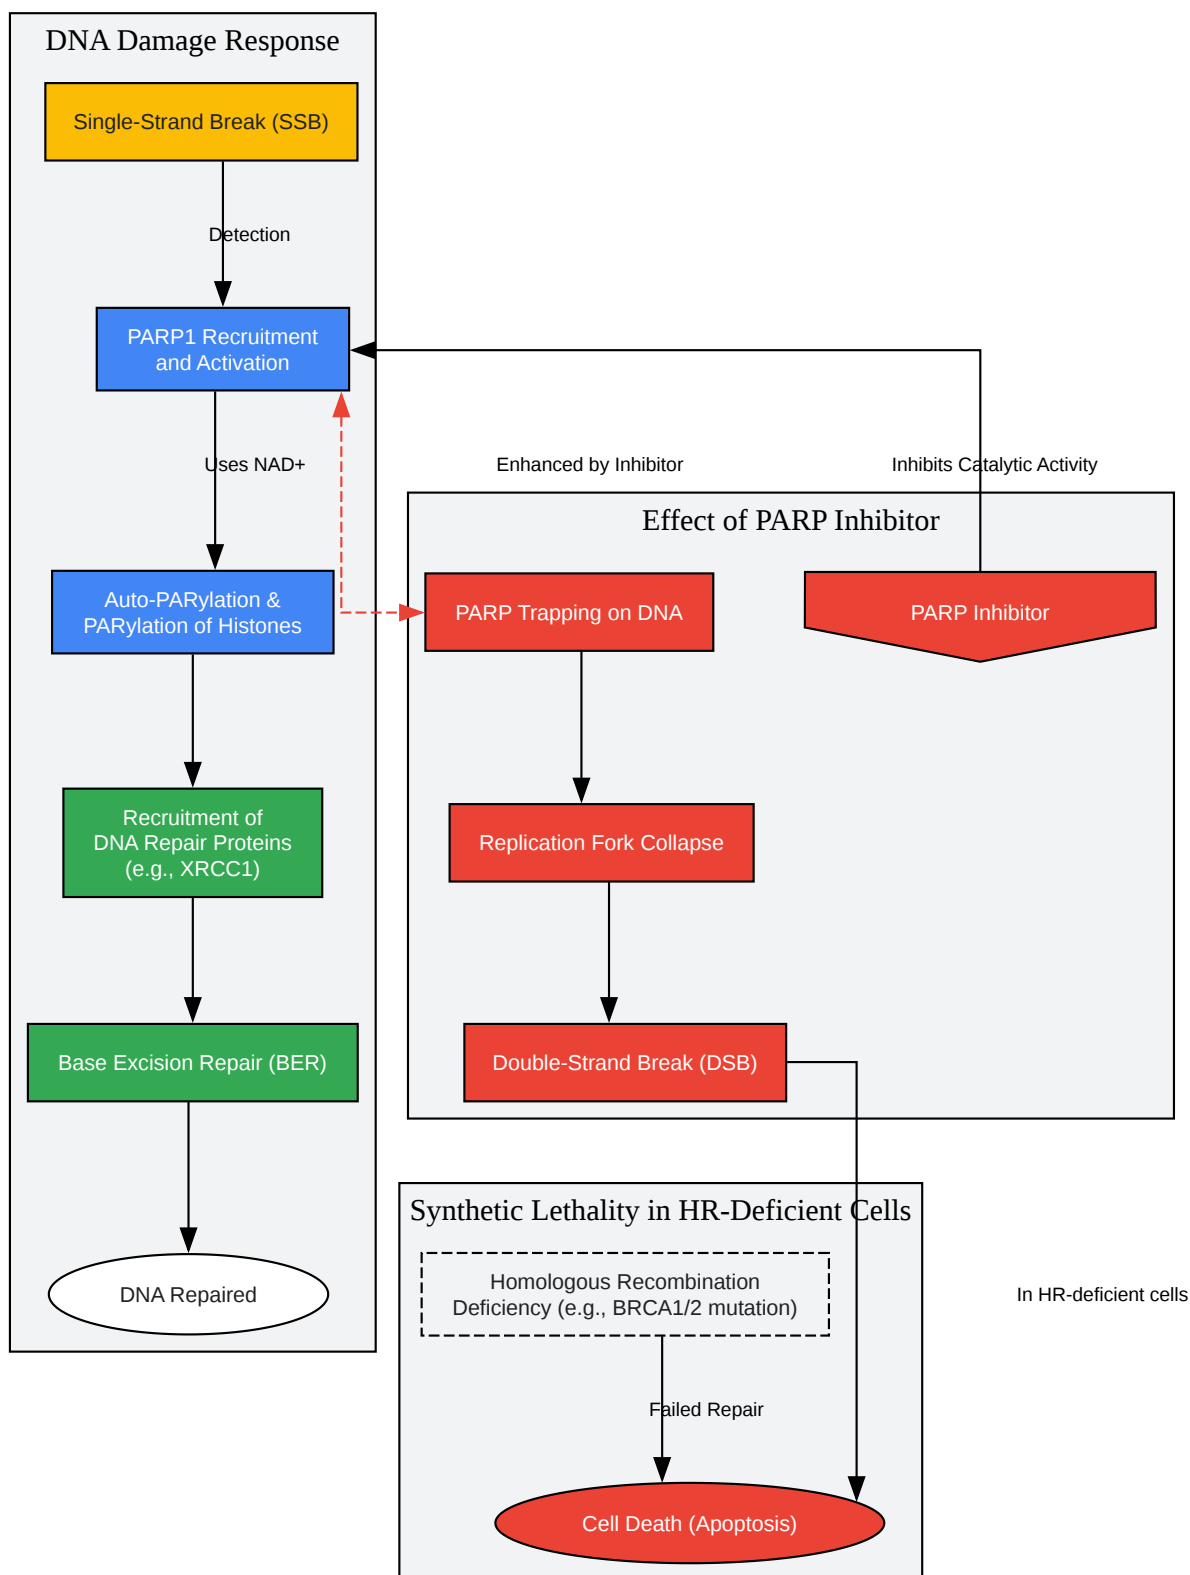 DNA Damage Response
Single-Strand Break (SSB)
Detection
PARP1 Recruitment
and Activation
Uses NAD+
Auto-PARylation &
PARylation of Histones
Recruitment of
DNA Repair Proteins
(e.g., XRCC1)
Base Excision Repair (BER)
DNA Repaired
Enhanced by Inhibitor
Inhibits Catalytic Activity
Effect of PARP Inhibitor
PARP Trapping on DNA
PARP Inhibitor
Replication Fork Collapse
Double-Strand Break (DSB)
Synthetic Lethality in HR-Deficient Cells
Homologous Recombination
Deficiency (e.g., BRCA1/2 mutation)
In HR-deficient cells
Failed Repair
Cell Death (Apoptosis)